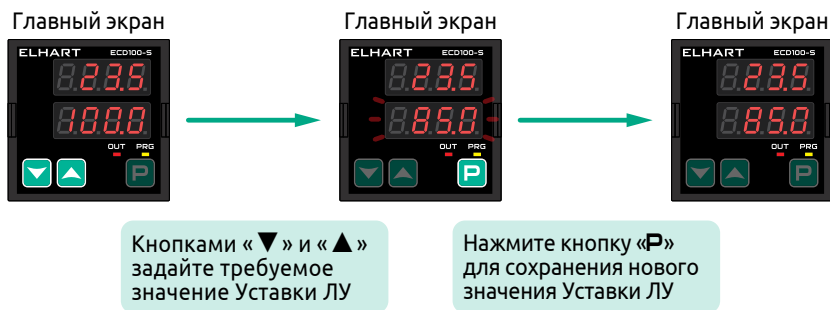 Главный экран Главный экран Главный экран
ELHART ECD100-S ELHART ECD100-S ELHART ECD100-S
23.5 23.5 23.5
100.0 85.0 85.0
OUT PRG OUT PRG OUT PRG
P P P
Кнопками « ▼ » и « ▲ »
задайте требуемое
значение Уставки ЛУ
Нажмите кнопку «P»
для сохранения нового
значения Уставки ЛУ